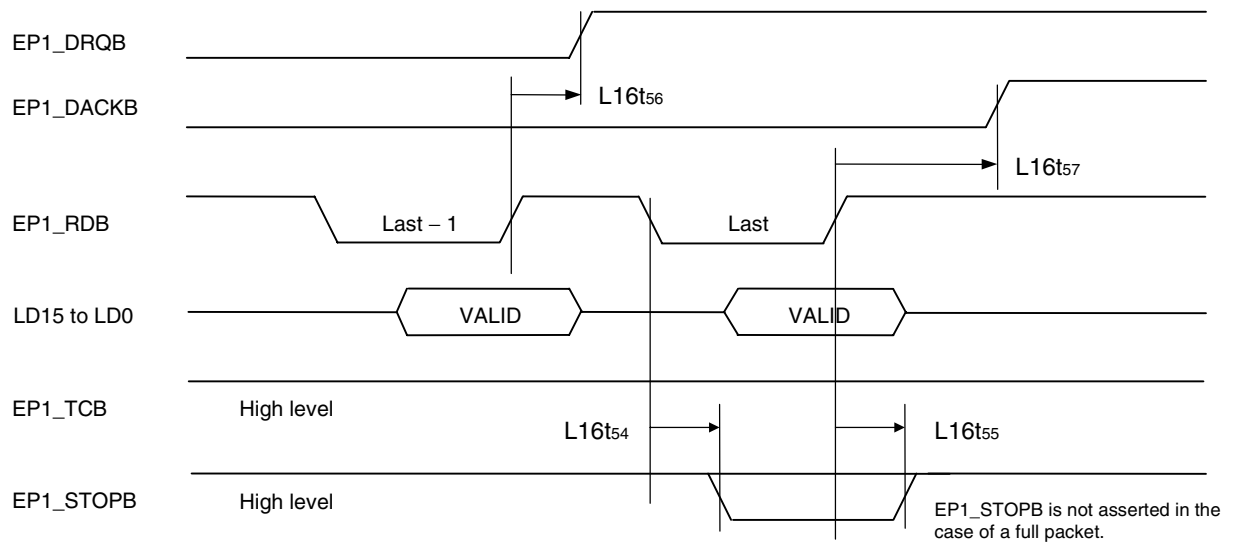 EP1_DRQB
L16t56
EP1_DACKB
L16t57
EP1_RDB
Last – 1
Last
LD15 to LD0
VALID
VALID
EP1_TCB
High level
L16t54
L16t55
EP1_STOPB
High level
EP1_STOPB is not asserted in the
case of a full packet.